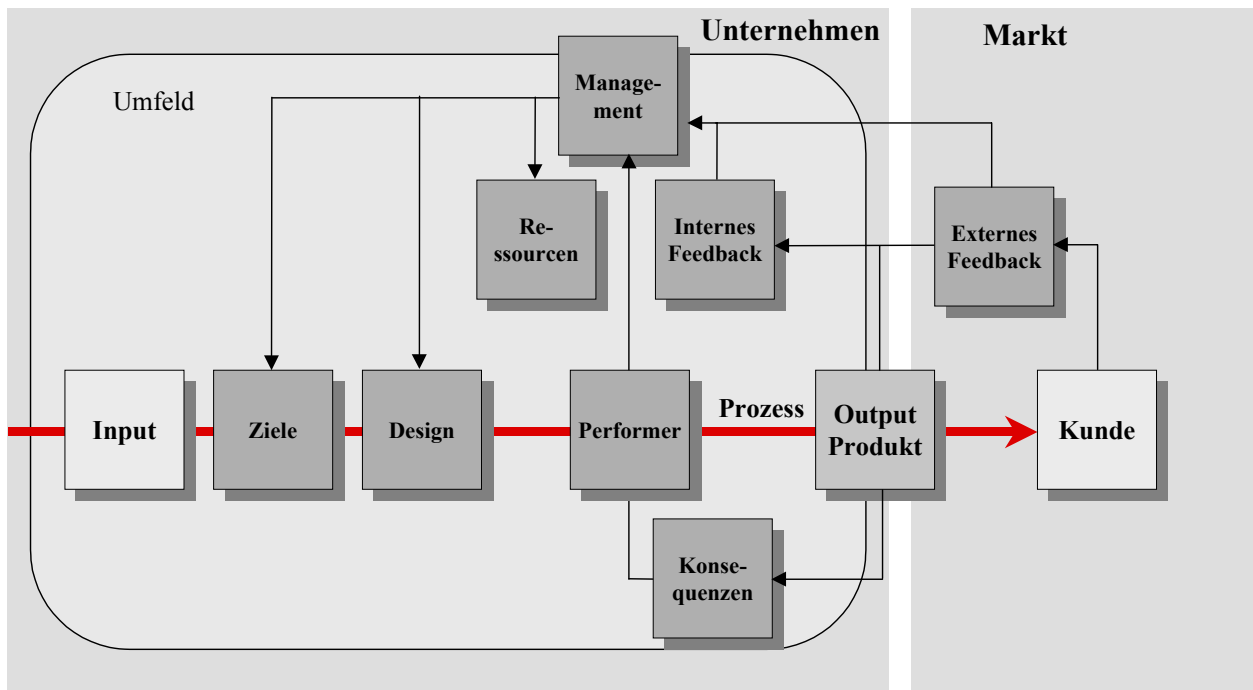 Unternehmen
Markt
Umfeld
Manage-
ment
Re-
ssourcen
Internes
Feedback
Externes
Feedback
Input
Ziele
Design
Performer
Prozess
Output
Produkt
Kunde
Konse-
quenzen